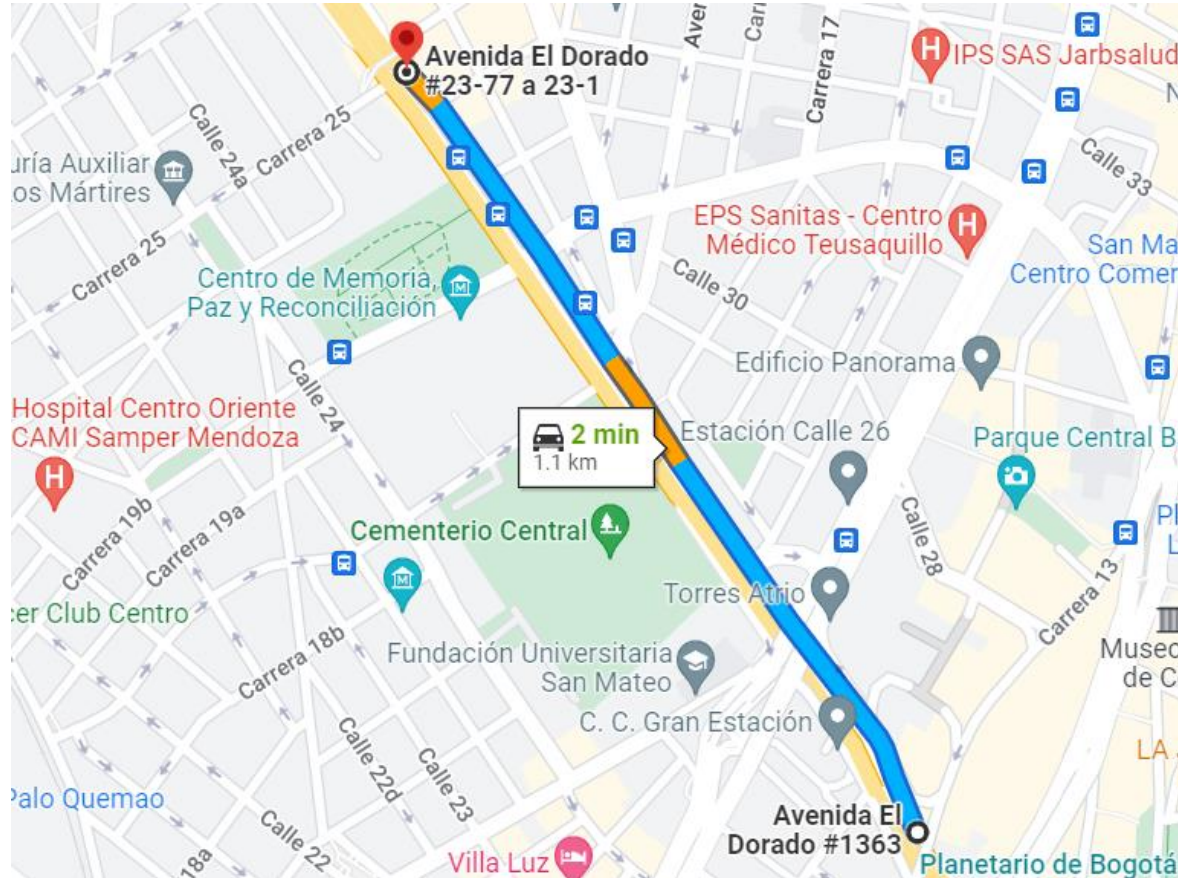 Avenida El Dorado
#23-77 a 23-1
Aven
Carr
Carrera 17
IPS SAS Jarbsalud
N
Calle 24a
Carrera 25
uría Auxiliar
os Mártires
Calle 33
EPS Sanitas - Centro
Médico Teusaquillo
San Ma
Centro Comer
Carrera 25
Centro de Memoria,
Paz y Reconciliación
Calle 30
Edificio Panorama
Calle 24
Hospital Centro Oriente
CAMI Samper Mendoza
2 min
1.1 km
Estación Calle 26
Parque Central B
Carrera 19b
Carrera 19a
Cementerio Central
Calle 28
Pl
L
cer Club Centro
Torres Atrio
Carrera 13
Carrera 18b
Fundación Universitaria
San Mateo
Museo
de C
C. C. Gran Estación
Calle 22d
Calle 23
LA
Palo Quemao
Avenida El
Dorado #1363
Calle 22
18a
Villa Luz
Planetario de Bogotá